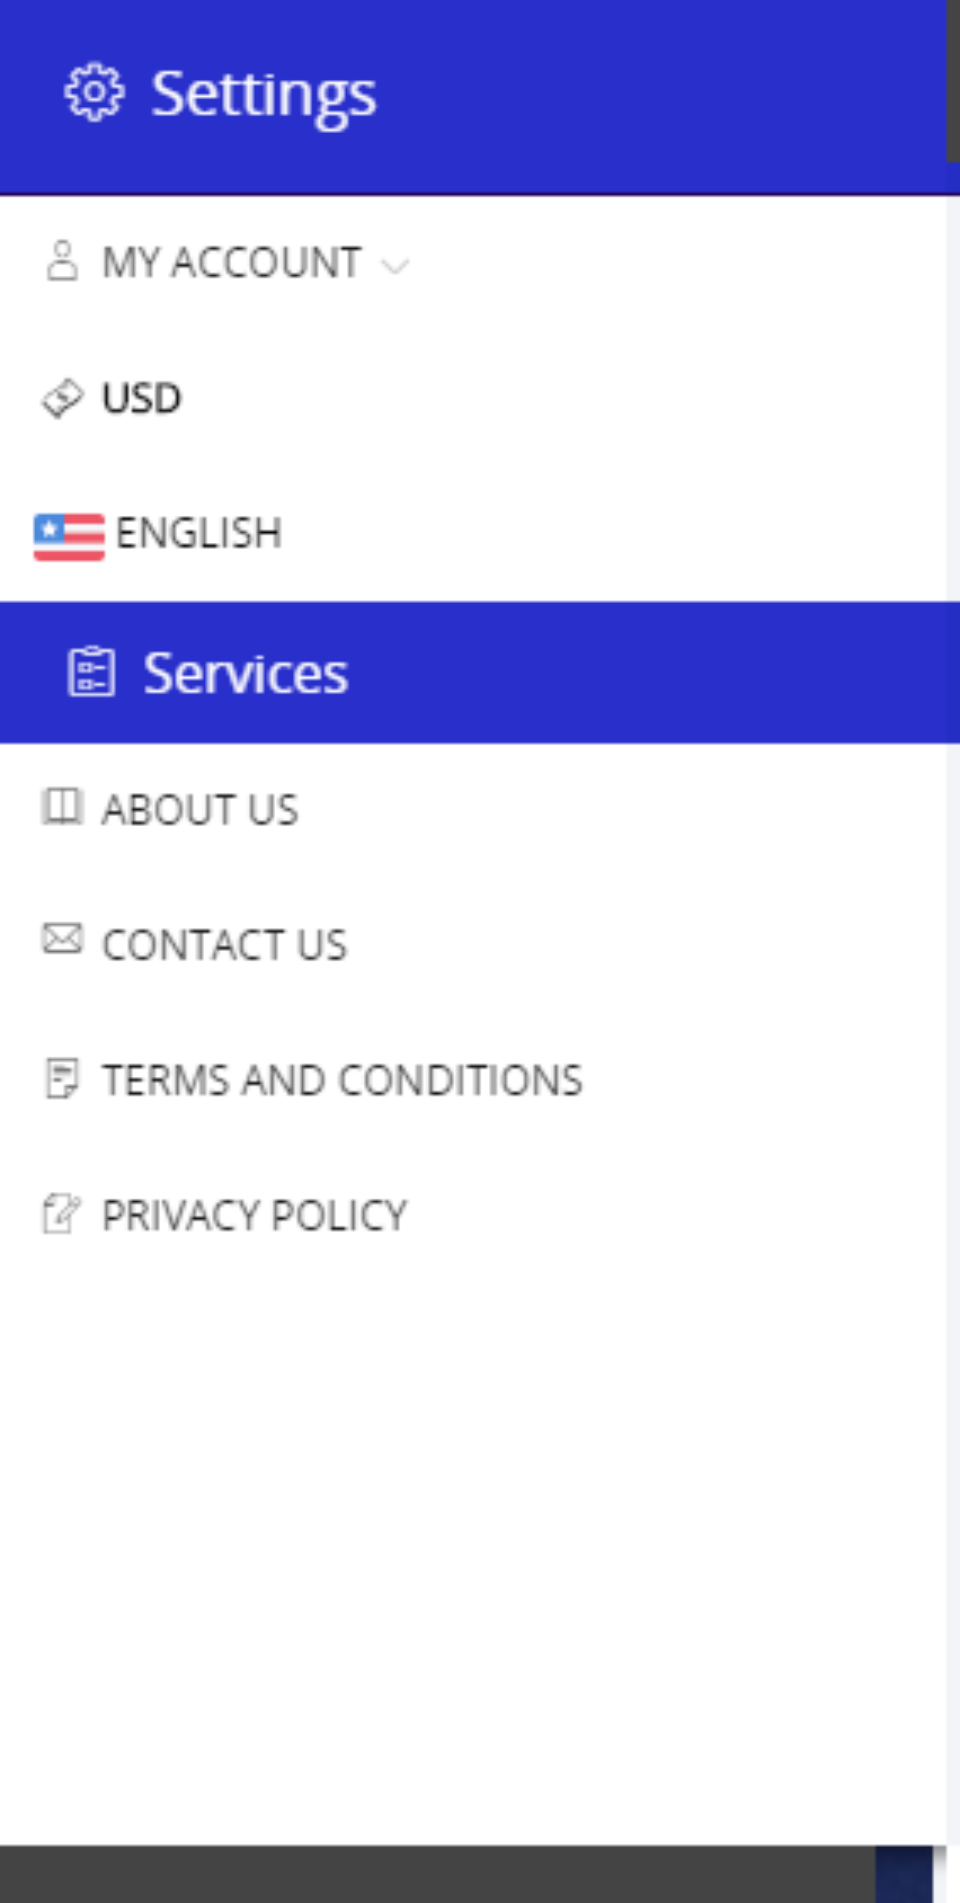 Settings
MY ACCOUNT
USD
ENGLISH
Services
ABOUT US
CONTACT US
TERMS AND CONDITIONS
PRIVACY POLICY